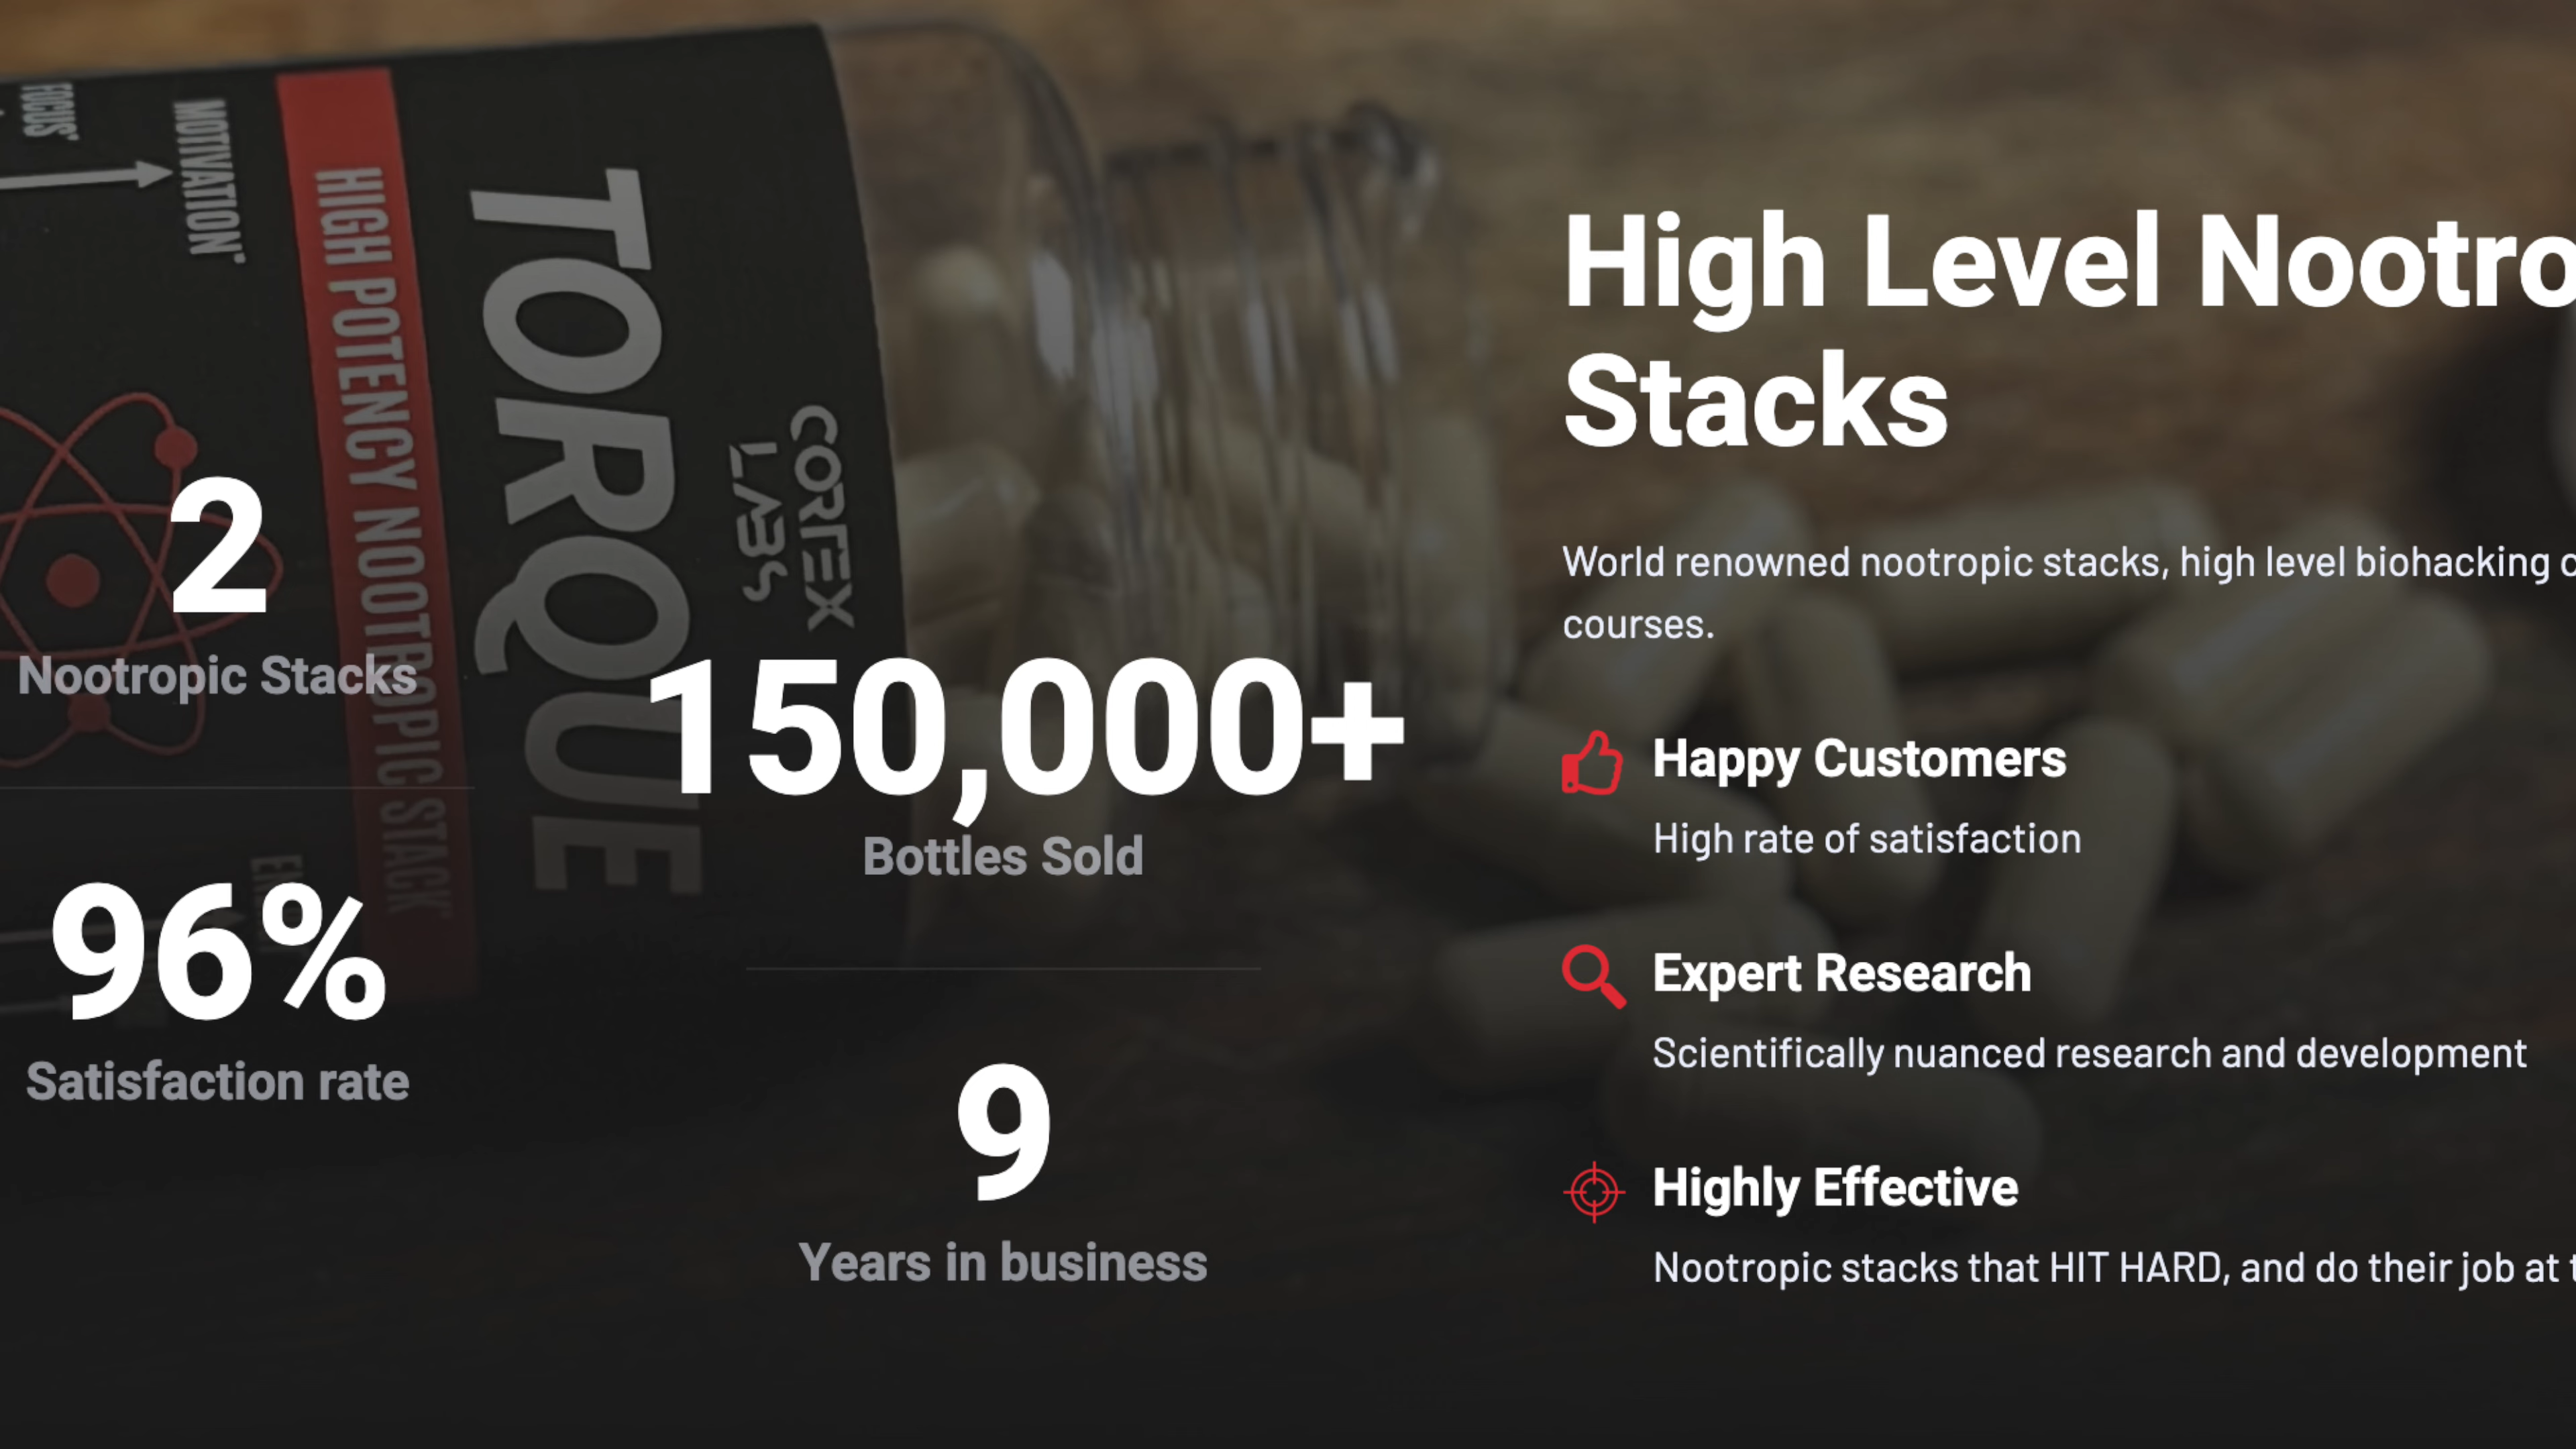 FOCUS*
MOTIVATION*
HIGH POTENCY NOOTROPIC STACK
TORQUE
CORTEX
LABS
2
Nootropic Stacks
96%
Satisfaction rate
150,000+
Bottles Sold
9
Years in business
High Level Nootro
Stacks
World renowned nootropic stacks, high level biohacking c
courses.
Happy Customers
High rate of satisfaction
Expert Research
Scientifically nuanced research and development
Highly Effective
Nootropic stacks that HIT HARD, and do their job at t